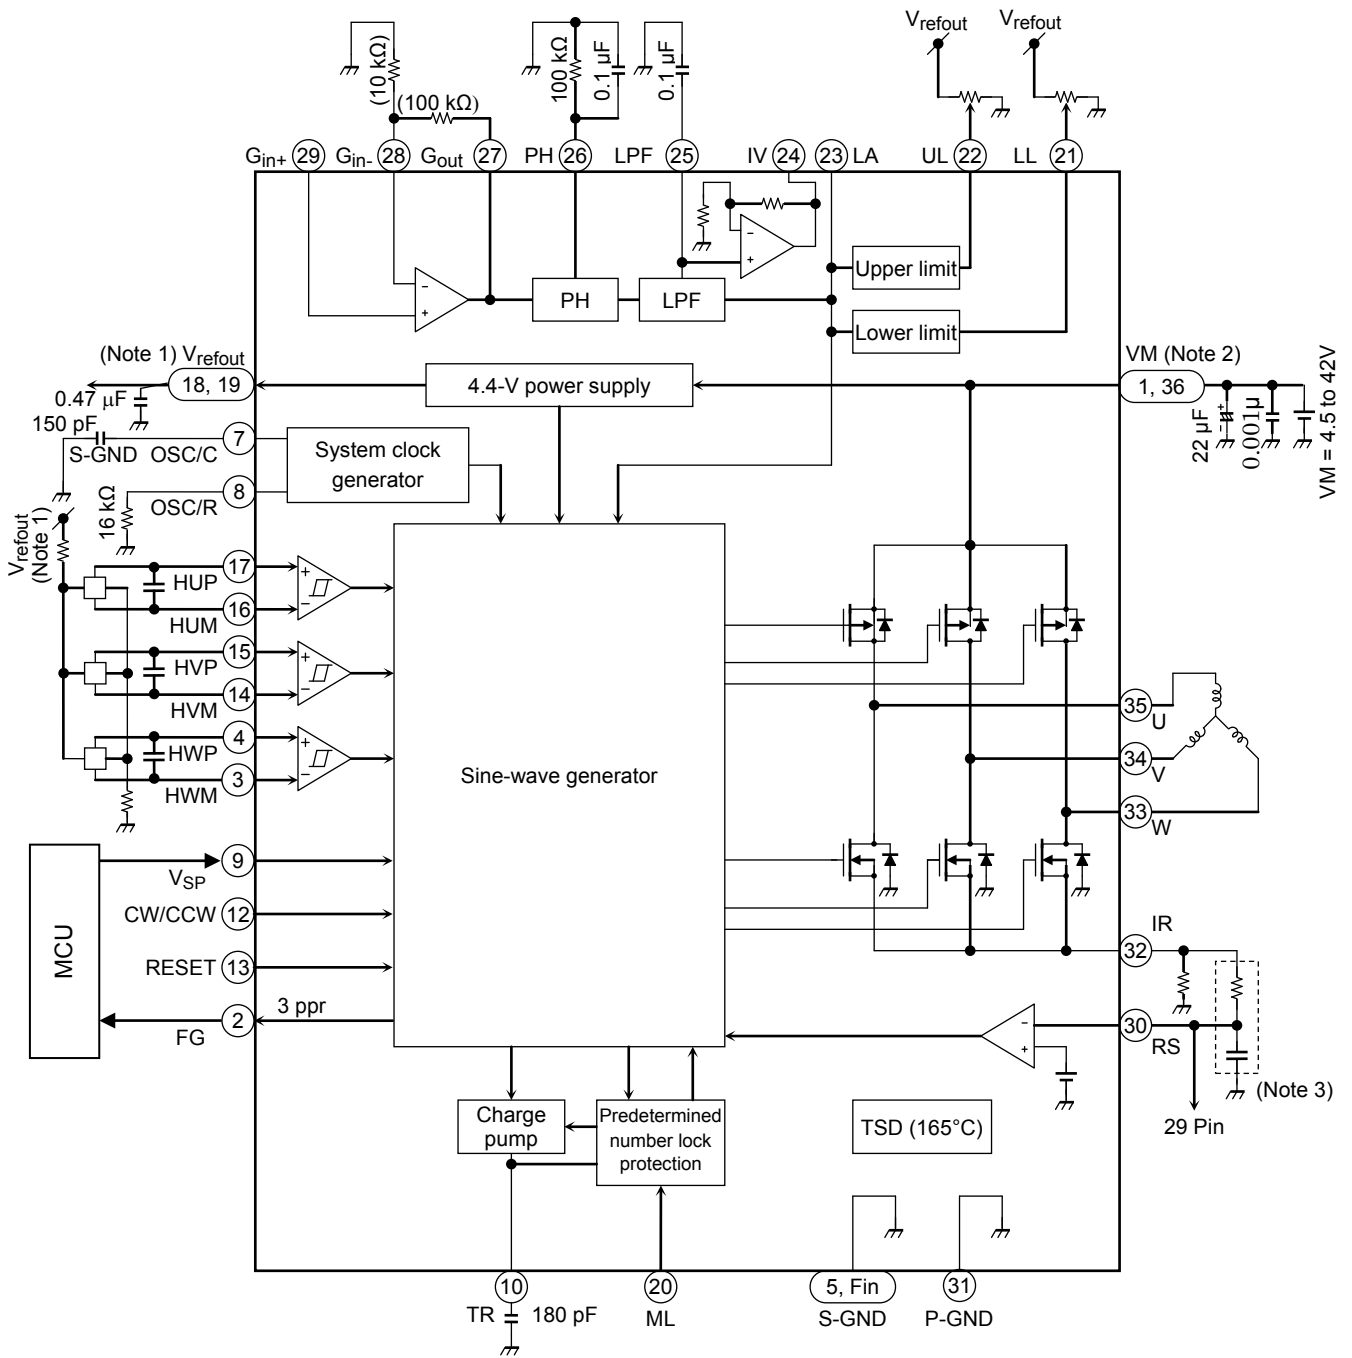 Vrefout
Vrefout
(10 kΩ)
(100 kΩ)
100 kΩ
0.1 μF
0.1 μF
Gin+ 29
Gin- 28
Gout 27
PH 26
LPF 25
IV 24
23 LA
UL 22
LL 21
Upper limit
PH
LPF
Lower limit
(Note 1) Vrefout
18, 19
4.4-V power supply
VM (Note 2)
1, 36
0.47 μF
22 μF
0.001μ
VM = 4.5 to 42V
150 pF
S-GND OSC/C
7
System clock
generator
8
OSC/R
16 kΩ
Vrefout
(Note 1)
17
HUP
16
HUM
15
HVP
14
HVM
4
HWP
3
HWM
Sine-wave generator
35
U
34
V
33
W
MCU
9
VSP
CW/CCW 12
RESET 13
2
FG
3 ppr
IR
32
30
RS
(Note 3)
29 Pin
Charge
pump
Predetermined
number lock
protection
TSD (165°C)
10
TR
180 pF
20
ML
5, Fin
S-GND
31
P-GND